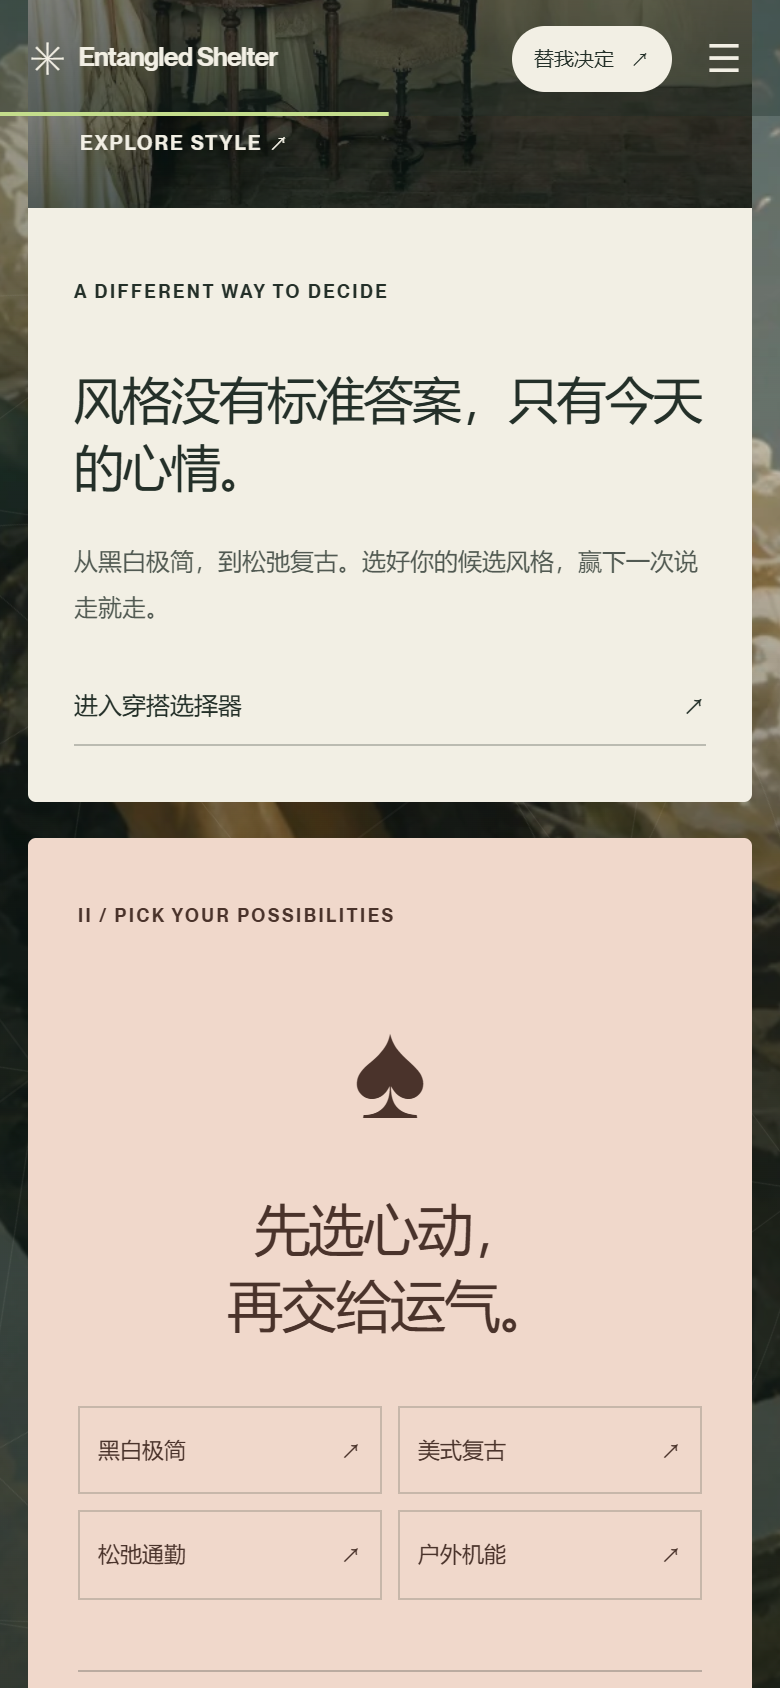 Entangled Shelter
替我决定 ↗
EXPLORE STYLE ↗
A DIFFERENT WAY TO DECIDE
风格没有标准答案，只有今天
的心情。
从黑白极简，到松弛复古。选好你的候选风格，赢下一次说
走就走。
进入穿搭选择器 ↗
II / PICK YOUR POSSIBILITIES
先选心动，
再交给运气。
黑白极简 ↗
美式复古 ↗
松弛通勤 ↗
户外机能 ↗